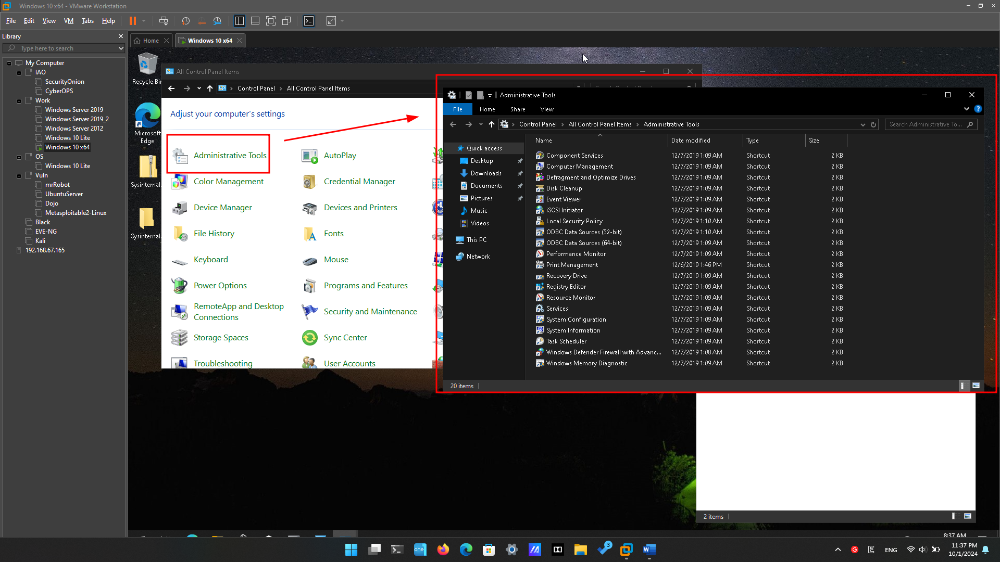 Windows 10 x64 - VMware Workstation
File Edit View VM Tabs Help
Library
Type here to search
My Computer
IAO
SecurityOnion
CyberOPS
Work
Windows Server 2019
Windows Server 2019_2
Windows Server 2012
Windows 10 Lite
Windows 10 x64
OS
Windows 10 Lite
Vuln
mrRobot
UbuntuServer
Dojo
Metasploitable2-Linux
Black
EVE-NG
Kali
192.168.67.165
Home
Windows 10 x64
Recycle Bi
Microsoft
Edge
Sysinternal.
Sysinternal.
All Control Panel Items
Control Panel › All Control Panel Items
Adjust your computer's settings
Administrative Tools
AutoPlay
Color Management
Credential Manager
Device Manager
Devices and Printers
File History
Fonts
Keyboard
Mouse
Power Options
Programs and Features
RemoteApp and Desktop
Connections
Security and Maintenance
Storage Spaces
Sync Center
Troubleshooting
User Accounts
Administrative Tools
File Home Share View
Control Panel › All Control Panel Items › Administrative Tools
Search Administrative To...
Quick access
Desktop
Downloads
Documents
Pictures
Music
Videos
This PC
Network
Name Date modified Type Size
Component Services 12/7/2019 1:09 AM Shortcut 2 KB
Computer Management 12/7/2019 1:09 AM Shortcut 2 KB
Defragment and Optimize Drives 12/7/2019 1:09 AM Shortcut 2 KB
Disk Cleanup 12/7/2019 1:09 AM Shortcut 2 KB
Event Viewer 12/7/2019 1:09 AM Shortcut 2 KB
iSCSI Initiator 12/7/2019 1:09 AM Shortcut 2 KB
Local Security Policy 12/7/2019 1:10 AM Shortcut 2 KB
ODBC Data Sources (32-bit) 12/7/2019 1:10 AM Shortcut 2 KB
ODBC Data Sources (64-bit) 12/7/2019 1:09 AM Shortcut 2 KB
Performance Monitor 12/7/2019 1:09 AM Shortcut 2 KB
Print Management 12/6/2019 1:46 PM Shortcut 2 KB
Recovery Drive 12/7/2019 1:09 AM Shortcut 2 KB
Registry Editor 12/7/2019 1:09 AM Shortcut 2 KB
Resource Monitor 12/7/2019 1:09 AM Shortcut 2 KB
Services 12/7/2019 1:09 AM Shortcut 2 KB
System Configuration 12/7/2019 1:09 AM Shortcut 2 KB
System Information 12/7/2019 1:09 AM Shortcut 2 KB
Task Scheduler 12/7/2019 1:09 AM Shortcut 2 KB
Windows Defender Firewall with Advanc... 12/7/2019 1:08 AM Shortcut 2 KB
Windows Memory Diagnostic 12/7/2019 1:09 AM Shortcut 2 KB
20 items
2 items
8:37 AM
one
3
ENG
11:37 PM
10/1/2024